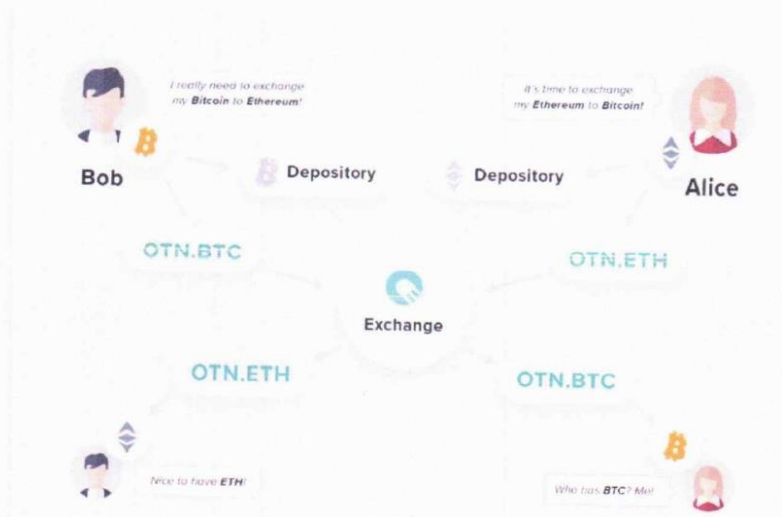 I really need to exchange
my Bitcoin to Ethereum!
It's time to exchange
my Ethereum to Bitcoin!
Bob
Depository
Depository
Alice
OTN.BTC
OTN.ETH
Exchange
OTN.ETH
OTN.BTC
Nice to have ETH!
Who has BTC? Me!